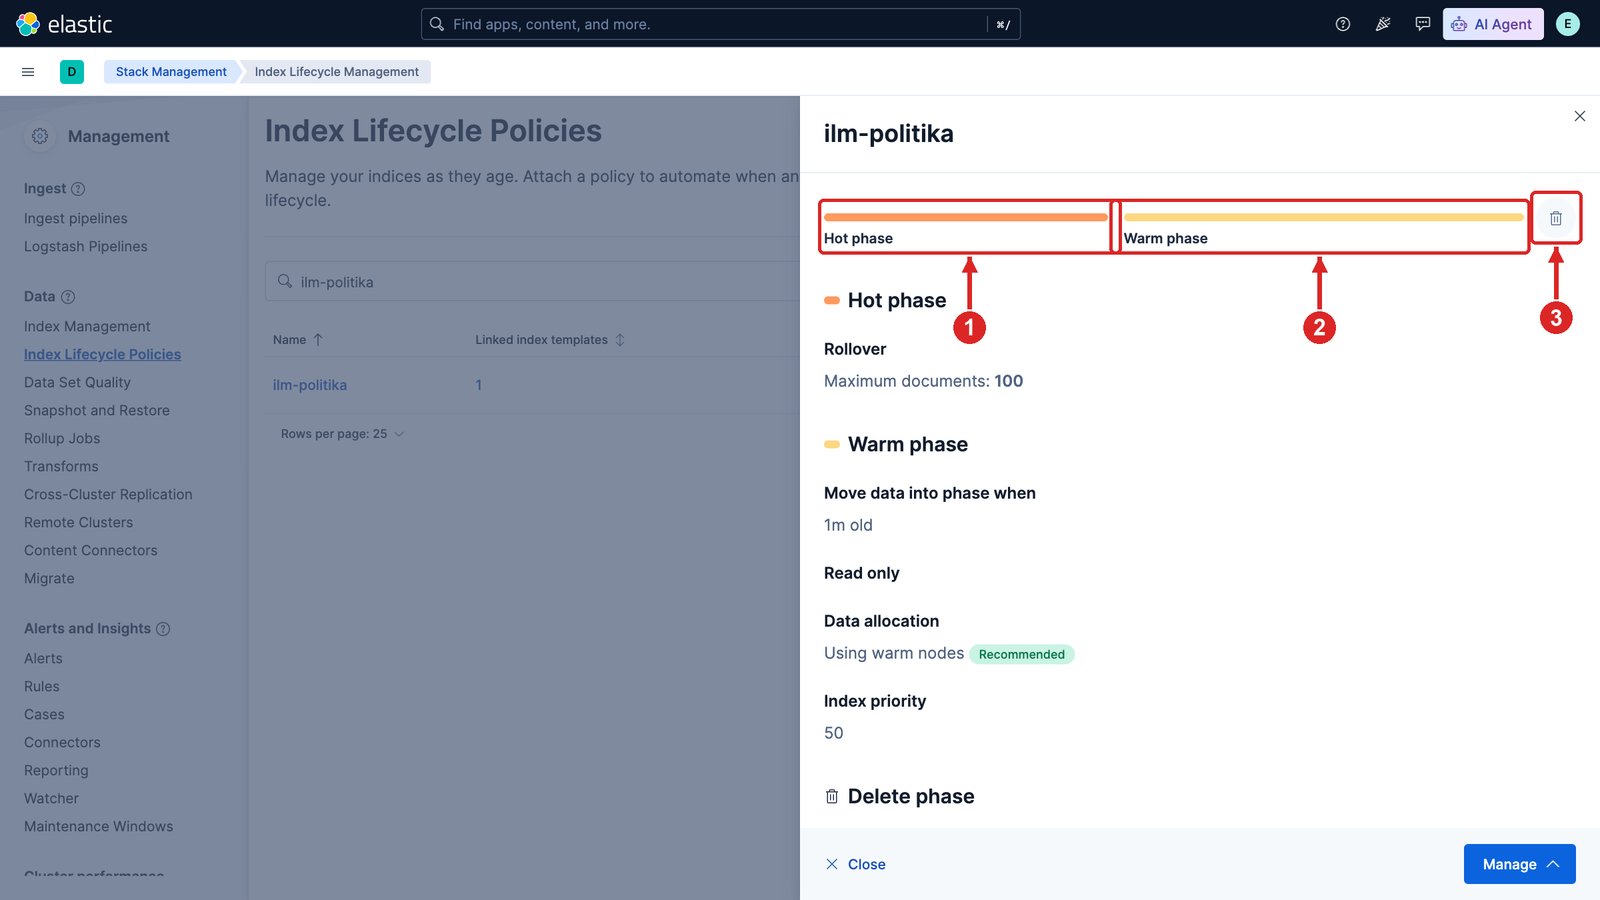 elastic
Find apps, content, and more.
⌘/
AI Agent
E
D
Stack Management
Index Lifecycle Management
Management
Ingest
Ingest pipelines
Logstash Pipelines
Data
Index Management
Index Lifecycle Policies
Data Set Quality
Snapshot and Restore
Rollup Jobs
Transforms
Cross-Cluster Replication
Remote Clusters
Content Connectors
Migrate
Alerts and Insights
Alerts
Rules
Cases
Connectors
Reporting
Watcher
Maintenance Windows
Cluster performance
Index Lifecycle Policies
Manage your indices as they age. Attach a policy to automate when an
lifecycle.
ilm-politika
Name
Linked index templates
ilm-politika
1
Rows per page: 25
ilm-politika
Hot phase
Warm phase
1
2
3
Hot phase
Rollover
Maximum documents: 100
Warm phase
Move data into phase when
1m old
Read only
Data allocation
Using warm nodes Recommended
Index priority
50
Delete phase
Close
Manage